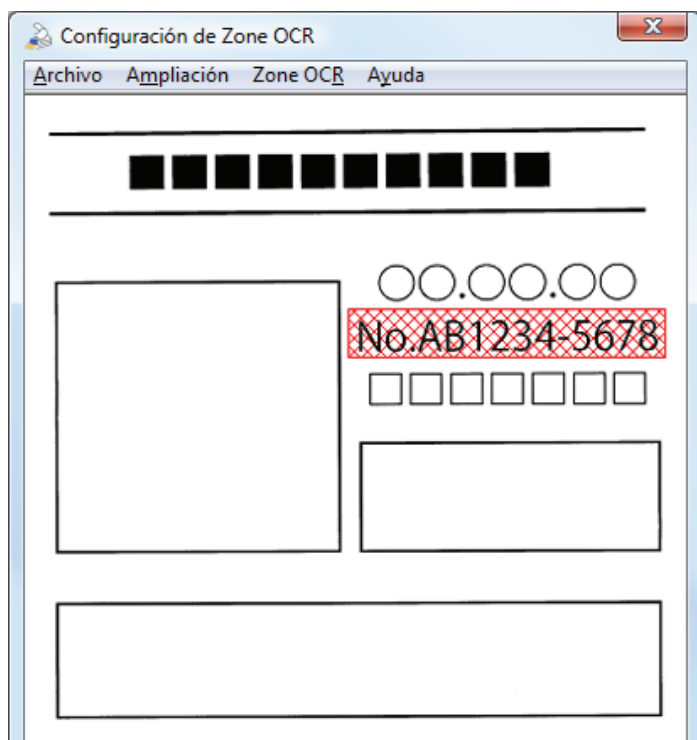 Configuración de Zone OCR
Archivo Ampliación Zone OCR Ayuda
No.AB1234-5678